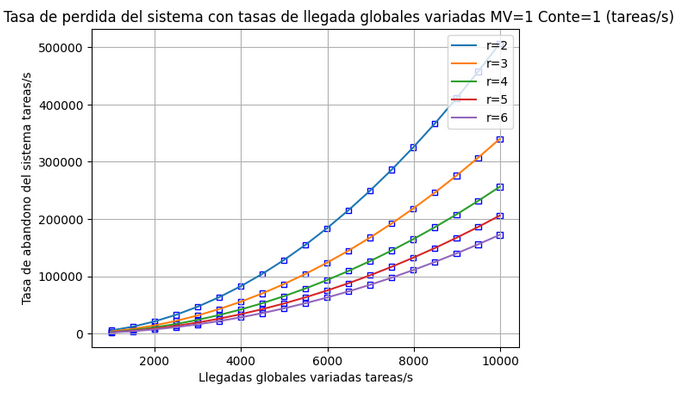 Tasa de perdida del sistema con tasas de llegada globales variadas MV=1 Conte=1 (tareas/s)
500000
400000
300000
200000
100000
0
Tasa de abandono del sistema tareas/s
r=2
r=3
r=4
r=5
r=6
2000 4000 6000 8000 10000
Llegadas globales variadas tareas/s